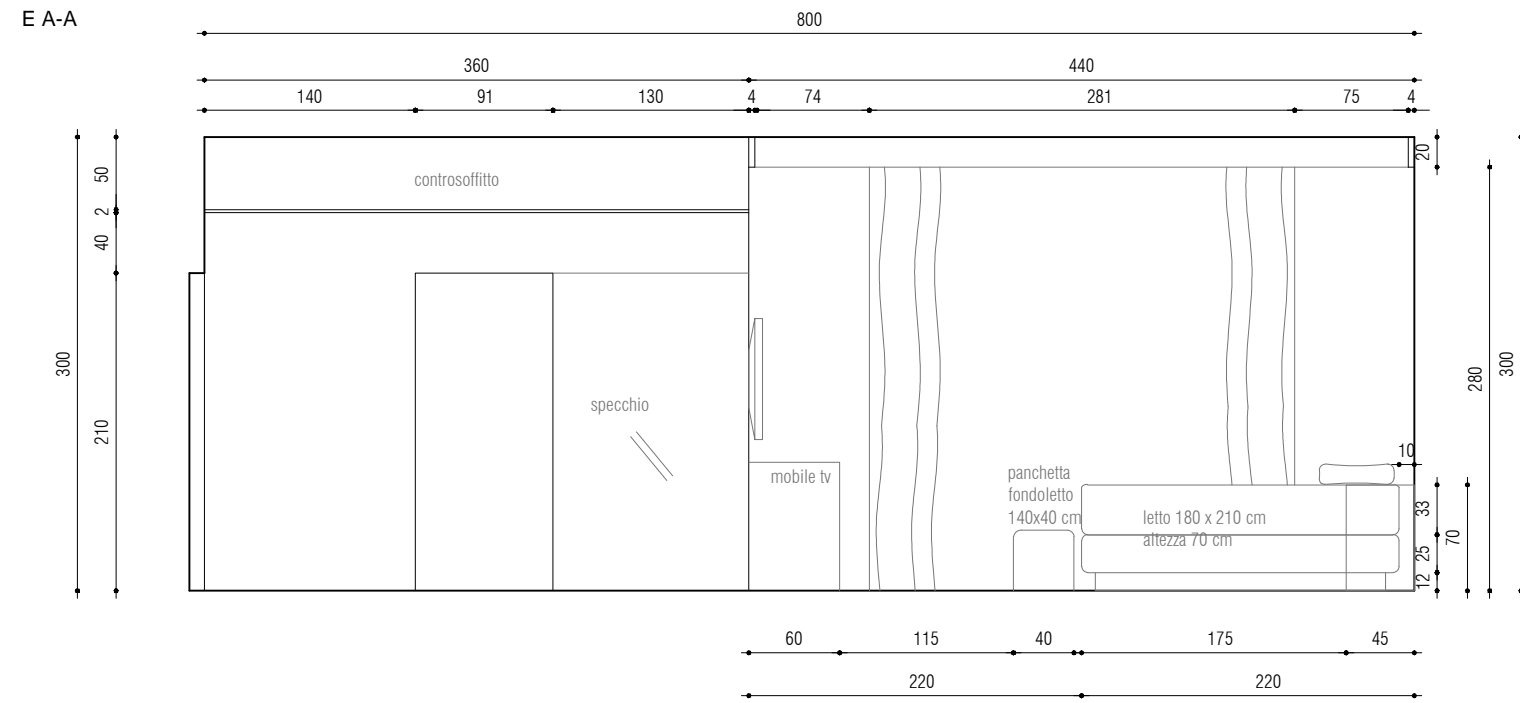 E A-A
800
360 440
140 91 130 4 74 281 75 4
50
2
40
210
300
controsoffitto
specchio
mobile tv
panchetta
fondoletto
140x40 cm
letto 180 x 210 cm
altezza 70 cm
20
280
300
10
33
25
12
70
60 115 40 175 45
220 220